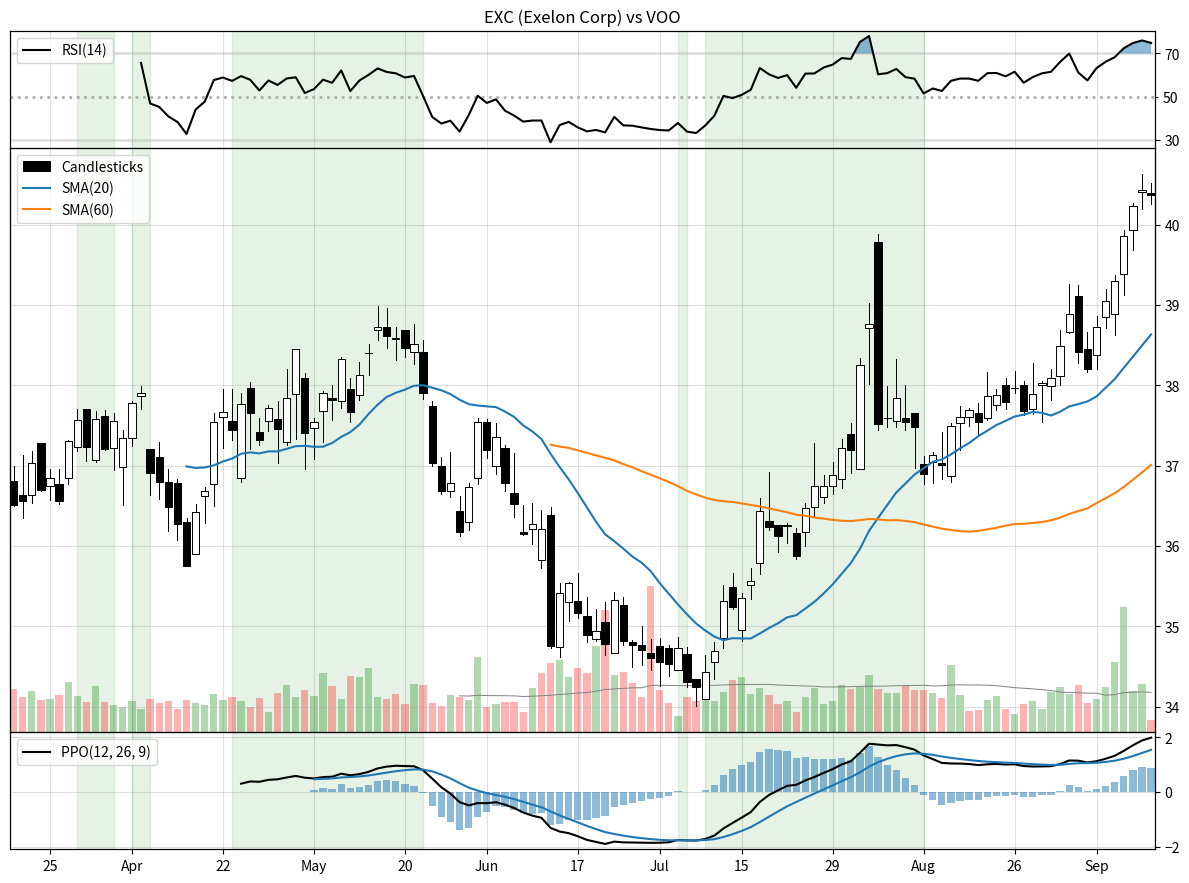 EXC (Exelon Corp) vs VOO
RSI(14)
70
50
30
Candlesticks
SMA(20)
SMA(60)
40
39
38
37
36
35
34
PPO(12, 26, 9)
2
0
−2
25 Apr 22 May 20 Jun 17 Jul 15 29 Aug 26 Sep